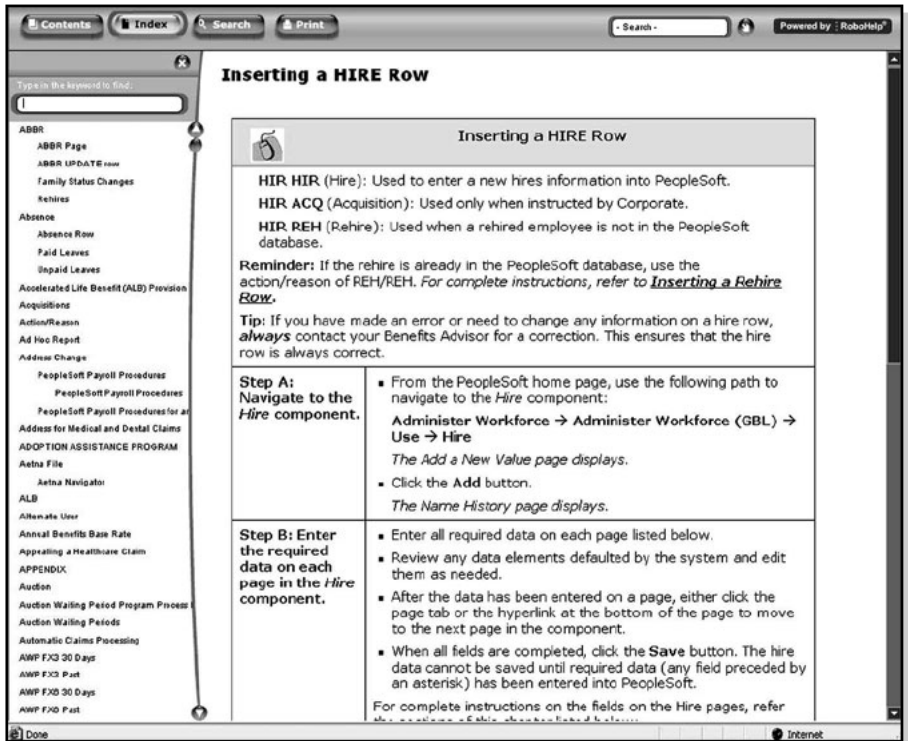 Contents Index Search Print - Search - Powered by RoboHelp®
Type in the keyword to find:
ABBR
ABBR Page
ABBR UPDATE row
Family Status Changes
Rehires
Absence
Absence Row
Paid Leaves
Unpaid Leaves
Accelerated Life Benefit (ALB) Provision
Acquisitions
Action/Reason
Ad Hoc Report
Address Change
PeopleSoft Payroll Procedures
PeopleSoft Payroll Procedures
PeopleSoft Payroll Procedures for
Address for Medical and Dental Claims
ADOPTION ASSISTANCE PROGRAM
Aetna File
Aetna Navigator
ALB
Alternate User
Annual Benefits Base Rate
Appealing a Healthcare Claim
APPENDIX
Auction
Auction Waiting Period Program Process
Auction Waiting Periods
Automatic Claims Processing
AWP FX3 30 Days
AWP FX3 Past
AWP FX6 30 Days
AWP FX6 Past
Inserting a HIRE Row
Inserting a HIRE Row
HIR HIR (Hire): Used to enter a new hires information into PeopleSoft.
HIR ACQ (Acquisition): Used only when instructed by Corporate.
HIR REH (Rehire): Used when a rehired employee is not in the PeopleSoft
database.
Reminder: If the rehire is already in the PeopleSoft database, use the
action/reason of REH/REH. For complete instructions, refer to Inserting a Rehire
Row.
Tip: If you have made an error or need to change any information on a hire row,
always contact your Benefits Advisor for a correction. This ensures that the hire
row is always correct.
Step A:
Navigate to the
Hire component.
▪ From the PeopleSoft home page, use the following path to
navigate to the Hire component:
Administer Workforce → Administer Workforce (GBL) →
Use → Hire
The Add a New Value page displays.
▪ Click the Add button.
The Name History page displays.
Step B: Enter
the required
data on each
page in the Hire
component.
▪ Enter all required data on each page listed below.
▪ Review any data elements defaulted by the system and edit
them as needed.
▪ After the data has been entered on a page, either click the
page tab or the hyperlink at the bottom of the page to move
to the next page in the component.
▪ When all fields are completed, click the Save button. The hire
data cannot be saved until required data (any field preceded by
an asterisk) has been entered into PeopleSoft.
For complete instructions on the fields on the Hire pages, refer
Done Internet